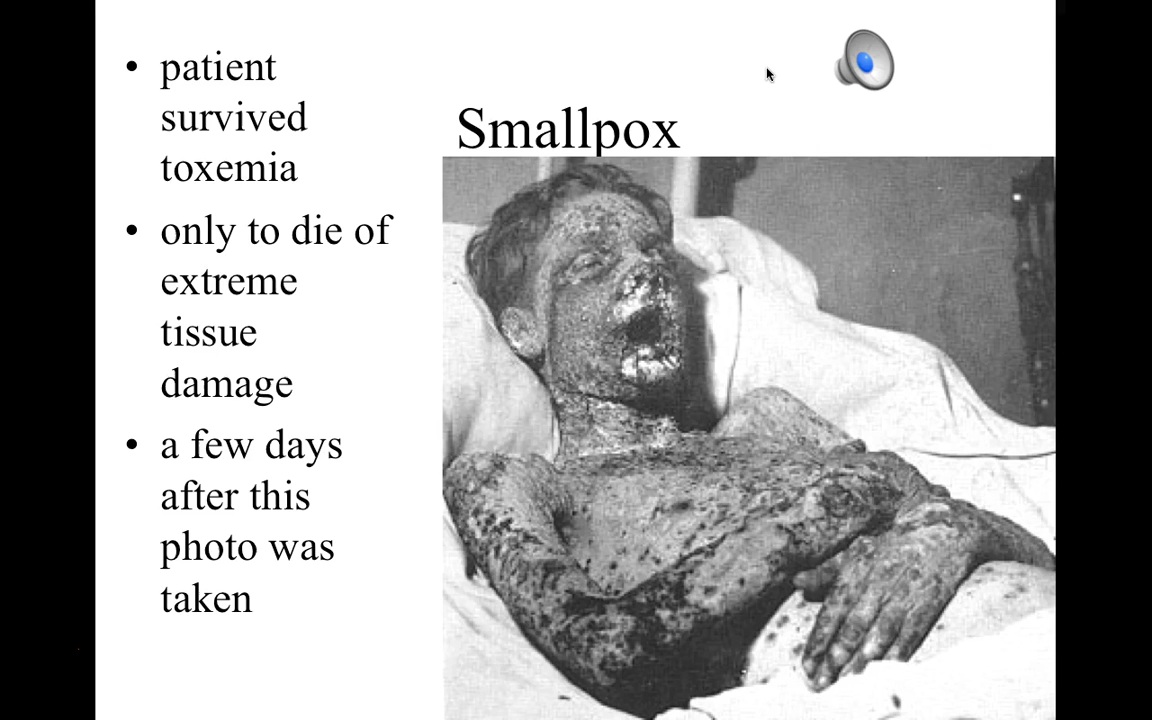 Smallpox
• patient
survived
toxemia
• only to die of
extreme
tissue
damage
• a few days
after this
photo was
taken